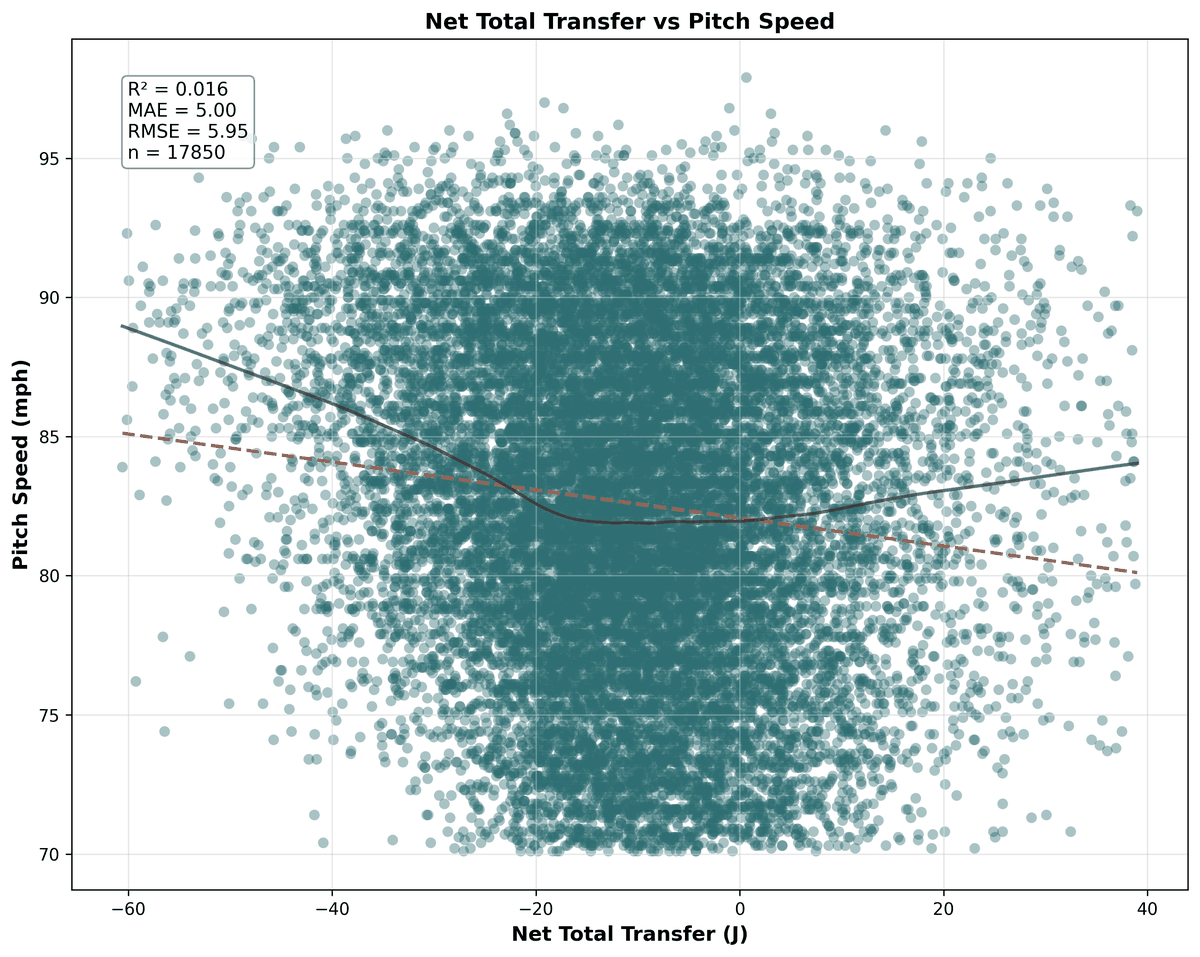 Net Total Transfer vs Pitch Speed
R² = 0.016
MAE = 5.00
RMSE = 5.95
n = 17850
Pitch Speed (mph)
95
90
85
80
75
70
−60
−40
−20
0
20
40
Net Total Transfer (J)